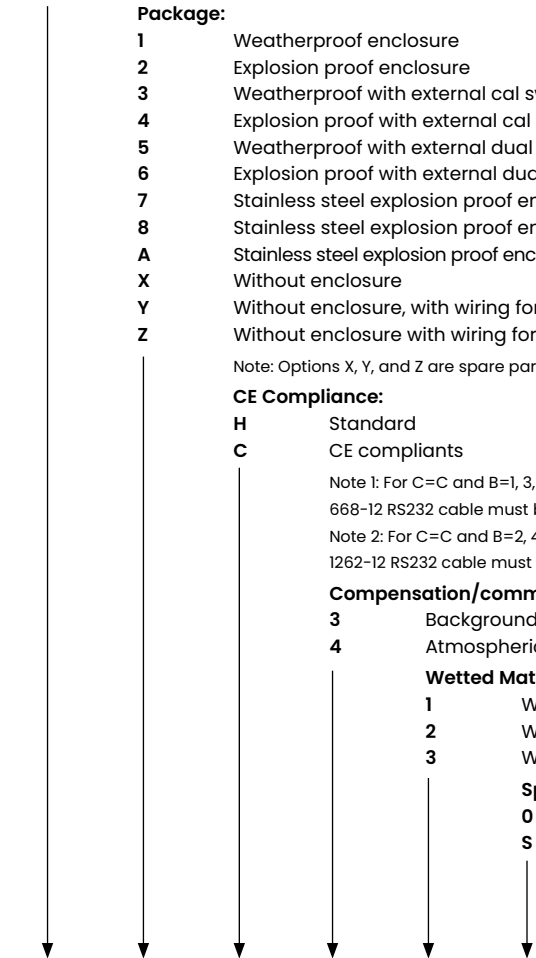 Package:
1 Weatherproof enclosure
2 Explosion proof enclosure
3 Weatherproof with external cal
4 Explosion proof with external cal
5 Weatherproof with external dual
6 Explosion proof with external
7 Stainless steel explosion proof
8 Stainless steel explosion proof
A Stainless steel explosion proof
X Without enclosure
Y Without enclosure, with wiring
Z Without enclosure with wiring for
Note: Options X, Y, and Z are spare
CE Compliance:
H Standard
C CE compliants
Note 1: For C=C and B=1, 3,
668-12 RS232 cable must
Note 2: For C=C and B=2,
1262-12 RS232 cable must
3 Background
4
Wetted
1
2
3
0
S